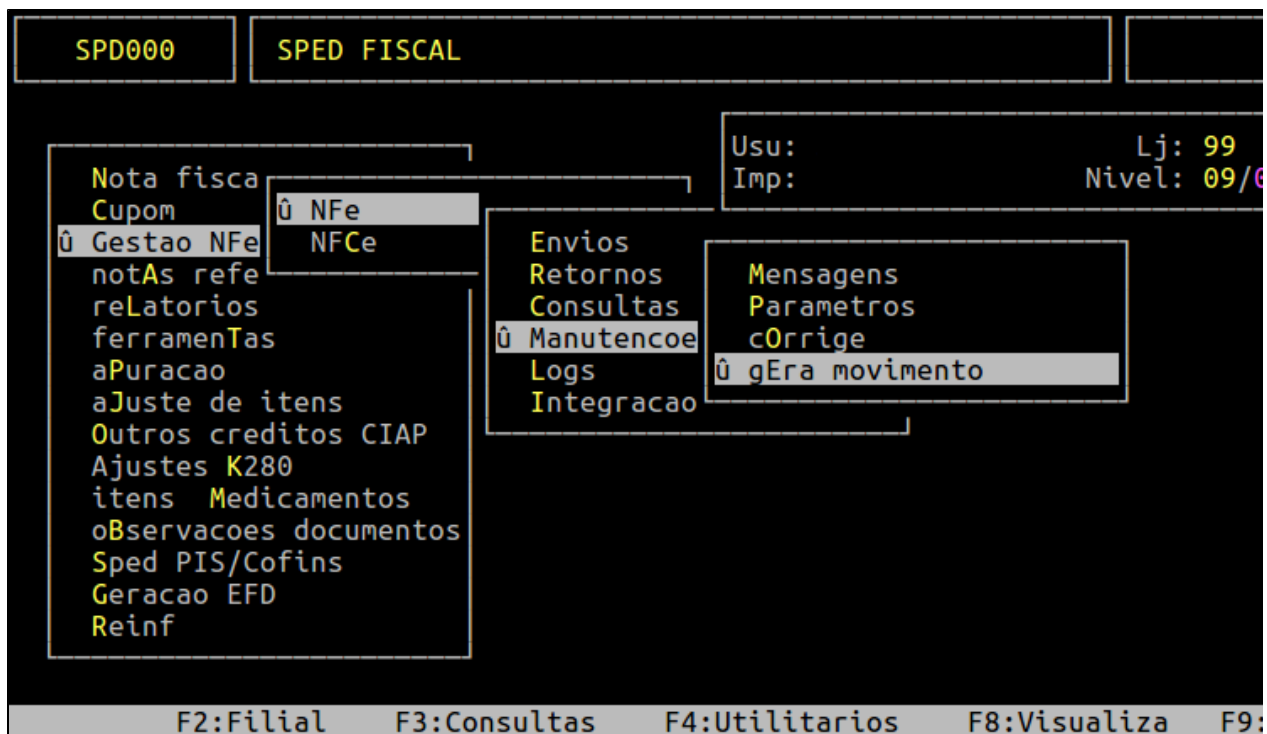 SPD000 SPED FISCAL
Usu: Lj: 99
Imp: Nivel: 09/0
Nota fisca
Cupom
û Gestao NFe
notAs refe
reLatorios
ferramenTas
aPuracao
aJuste de itens
Outros creditos CIAP
Ajustes K280
itens Medicamentos
oBservacoes documentos
Sped PIS/Cofins
Geracao EFD
Reinf
û NFe
NFCe
Envios
Retornos
Consultas
û Manutencoe
Logs
Integracao
Mensagens
Parametros
cOrrige
û gEra movimento
F2:Filial F3:Consultas F4:Utilitarios F8:Visualiza F9: